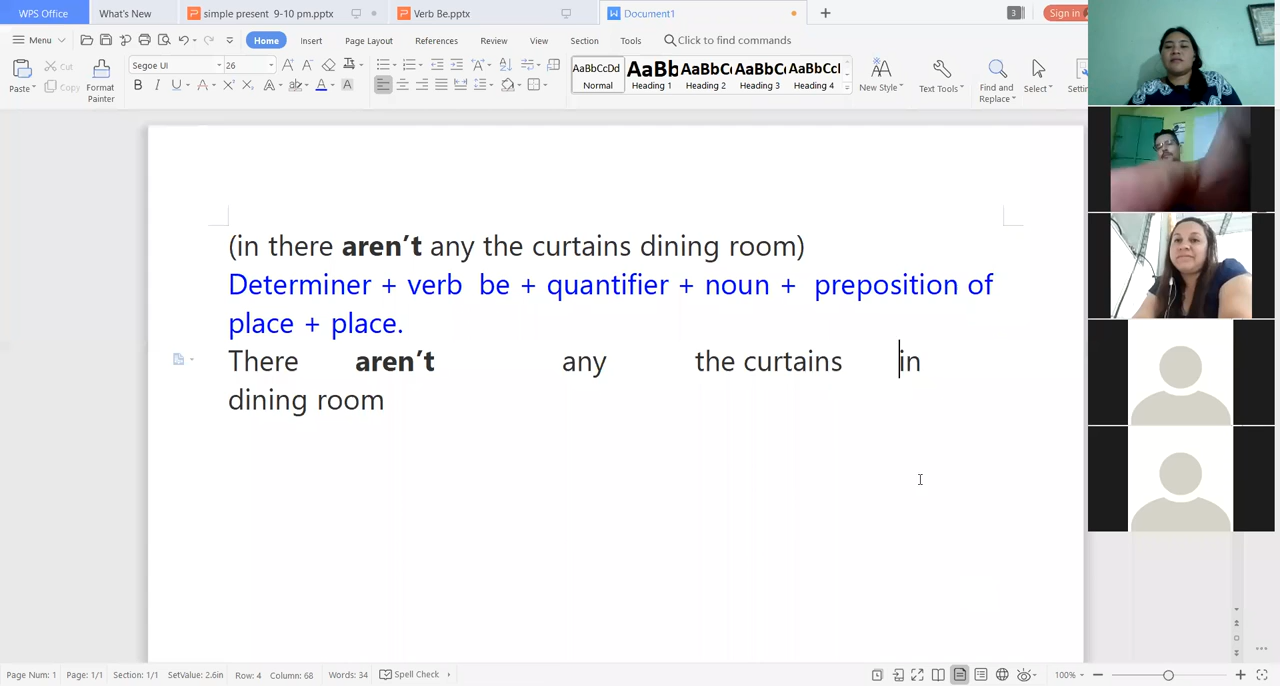 WPS Office What's New simple present 9-10 pm.pptx Verb Be.pptx Document1 + 3 Sign in
Menu Home Insert Page Layout References Review View Section Tools Click to find commands
Paste Cut Copy Format Painter Segoe UI 26 B I U A AaBbCcDd Normal AaBb Heading 1 AaBbC Heading 2 AaBbC Heading 3 AaBbCcl Heading 4 New Style Text Tools Find and Replace Select
(in there aren't any the curtains dining room)
Determiner + verb be + quantifier + noun + preposition of
place + place.
There aren't any the curtains in
dining room
Page Num: 1 Page: 1/1 Section: 1/1 SetValue: 2.6in Row: 4 Column: 68 Words: 34 Spell Check 100%